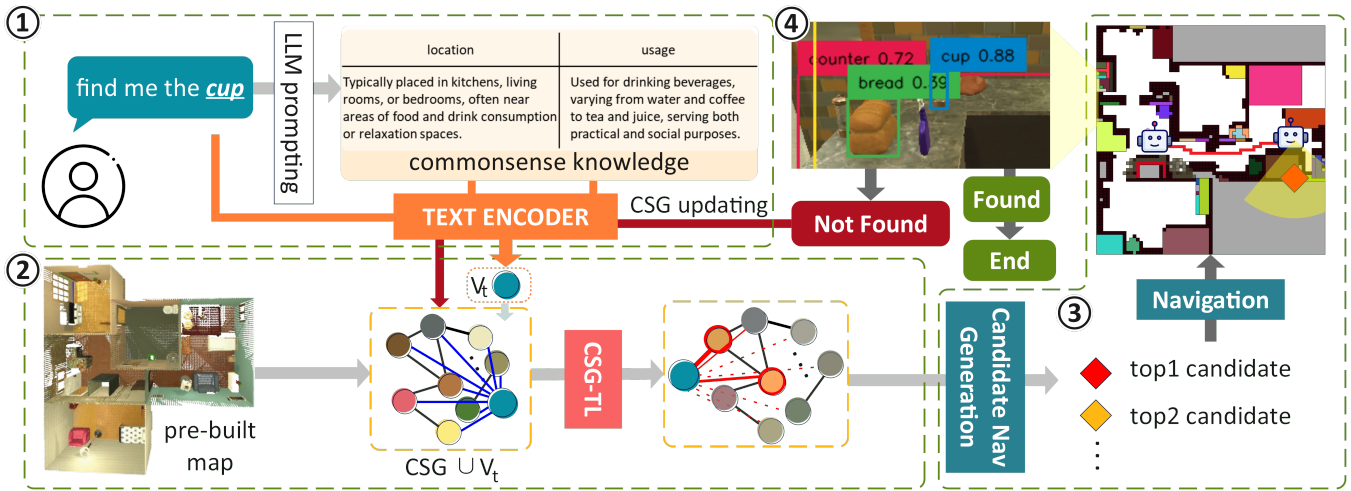 1
find me the cup
LLM prompting
location
usage
Typically placed in kitchens, living
rooms, or bedrooms, often near
areas of food and drink consumption
or relaxation spaces.
Used for drinking beverages,
varying from water and coffee
to tea and juice, serving both
practical and social purposes.
commonsense knowledge
TEXT ENCODER
CSG updating
4
counter 0.72
cup 0.88
bread 0.59
Not Found
Found
End
2
Vt
pre-built
map
CSG ∪ Vt
CSG-TL
Candidate Nav
Generation
3
Navigation
top1 candidate
top2 candidate